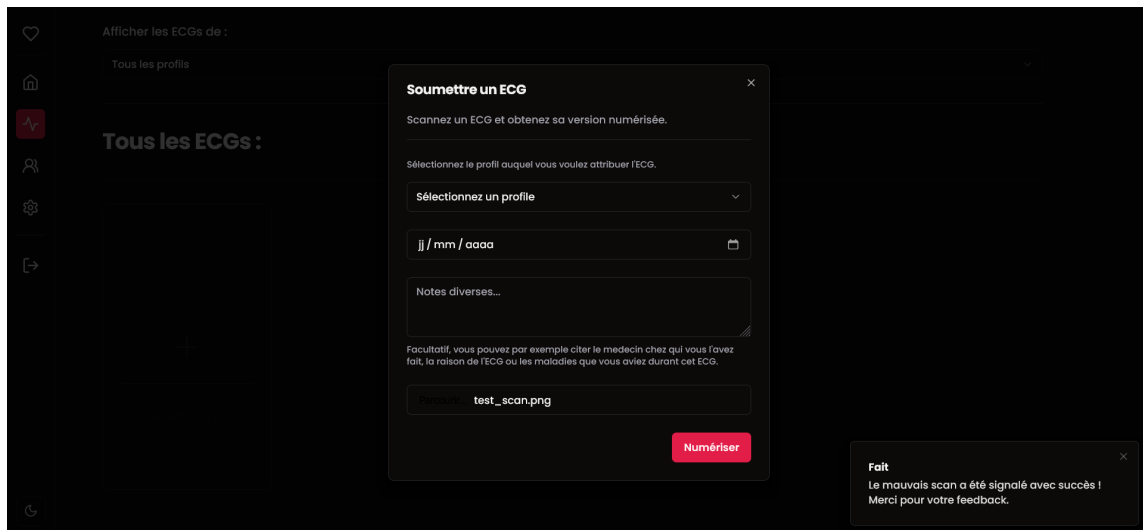 Afficher les ECGs de :
Tous les profils
Tous les ECGs :
Soumettre un ECG
Scannez un ECG et obtenez sa version numérisée.
Sélectionnez le profil auquel vous voulez attribuer l'ECG.
Sélectionnez un profile
jj / mm / aaaa
Notes diverses...
Facultatif, vous pouvez par exemple citer le medecin chez qui vous l'avez
fait, la raison de l'ECG ou les maladies que vous aviez durant cet ECG.
test_scan.png
Numériser
Fait
Le mauvais scan a été signalé avec succès !
Merci pour votre feedback.